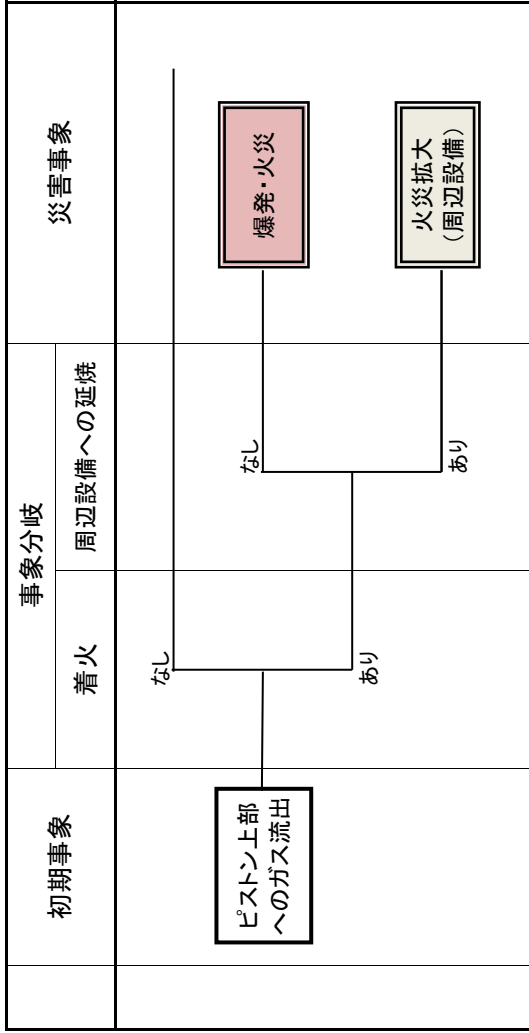 初期事象
事象分岐
災害事象
着火
周辺設備への延焼
ピストン上部
へのガス流出
なし
あり
なし
あり
爆発・火災
火災拡大
(周辺設備)